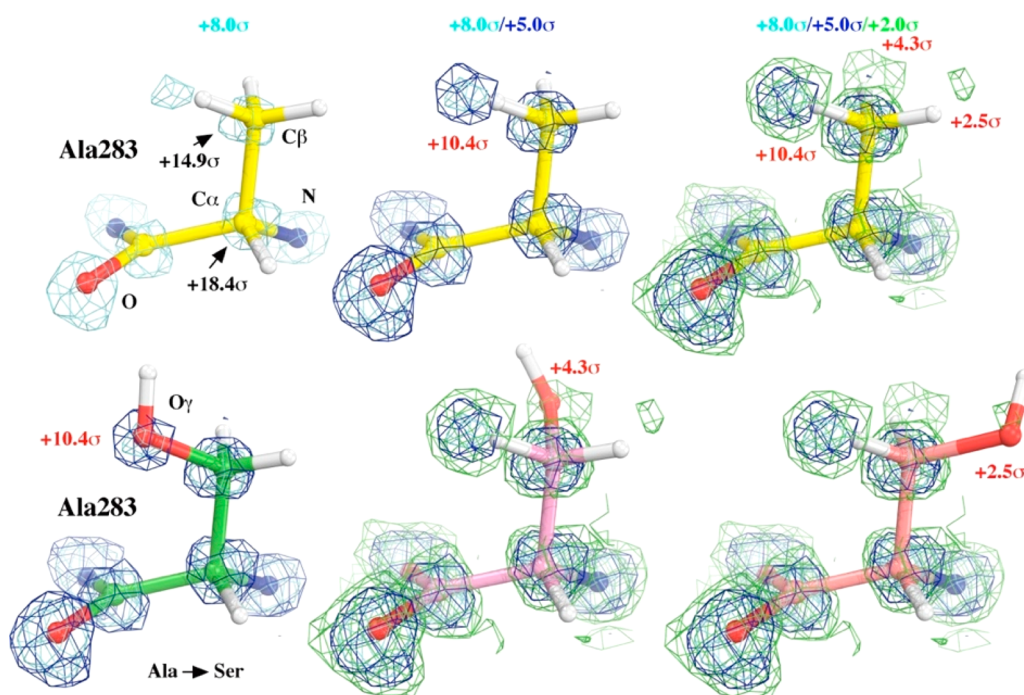 +8.0σ
+8.0σ/+5.0σ
+8.0σ/+5.0σ/+2.0σ
+4.3σ
Ala283
+14.9σ
Cβ
+10.4σ
+10.4σ
+2.5σ
Cα
N
+18.4σ
O
Oγ
+4.3σ
+10.4σ
+2.5σ
Ala283
Ala → Ser